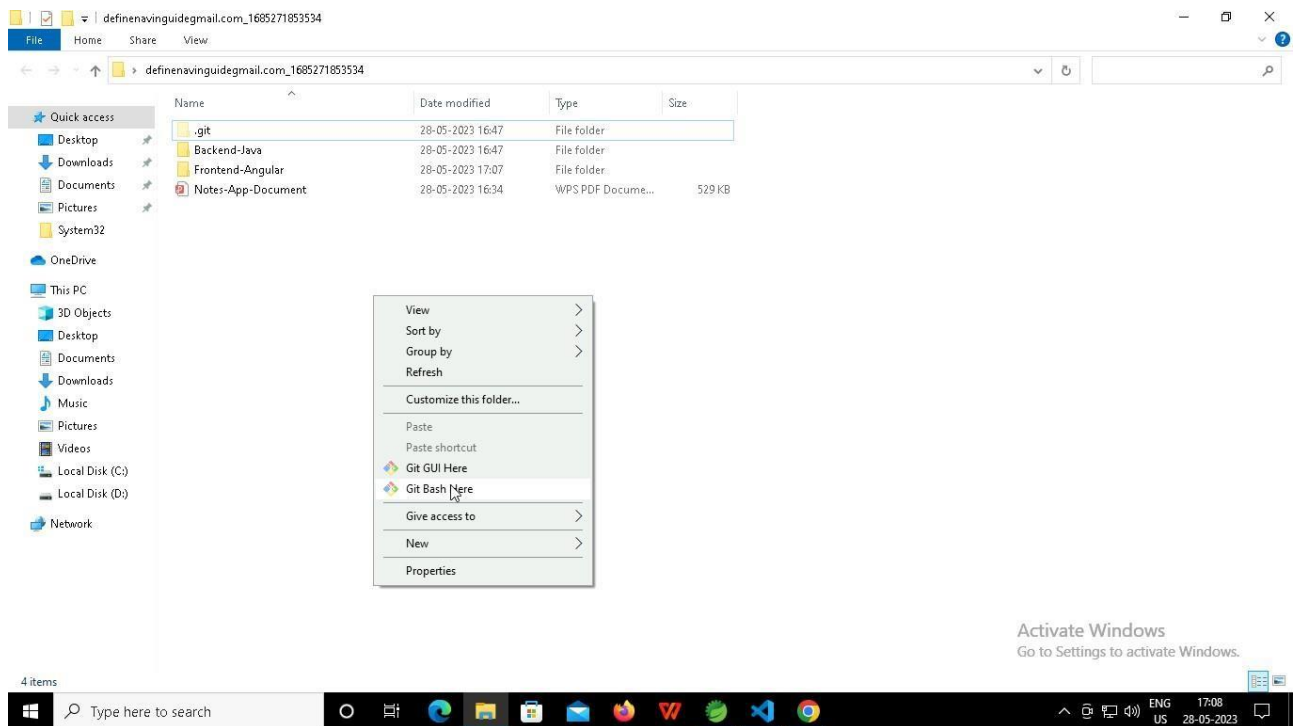 definenavinguidegmail.com_1685271853534
File Home Share View
definenavinguidegmail.com_1685271853534
Name Date modified Type Size
Quick access
Desktop
Downloads
Documents
Pictures
System32
OneDrive
This PC
3D Objects
Desktop
Documents
Downloads
Music
Pictures
Videos
Local Disk (C:)
Local Disk (D:)
Network
.git 28-05-2023 16:47 File folder
Backend-Java 28-05-2023 16:47 File folder
Frontend-Angular 28-05-2023 17:07 File folder
Notes-App-Document 28-05-2023 16:34 WPS PDF Docume... 529 KB
View
Sort by
Group by
Refresh
Customize this folder...
Paste
Paste shortcut
Git GUI Here
Git Bash Here
Give access to
New
Properties
Activate Windows
Go to Settings to activate Windows.
4 items
Type here to search
ENG 17:08
US 28-05-2023